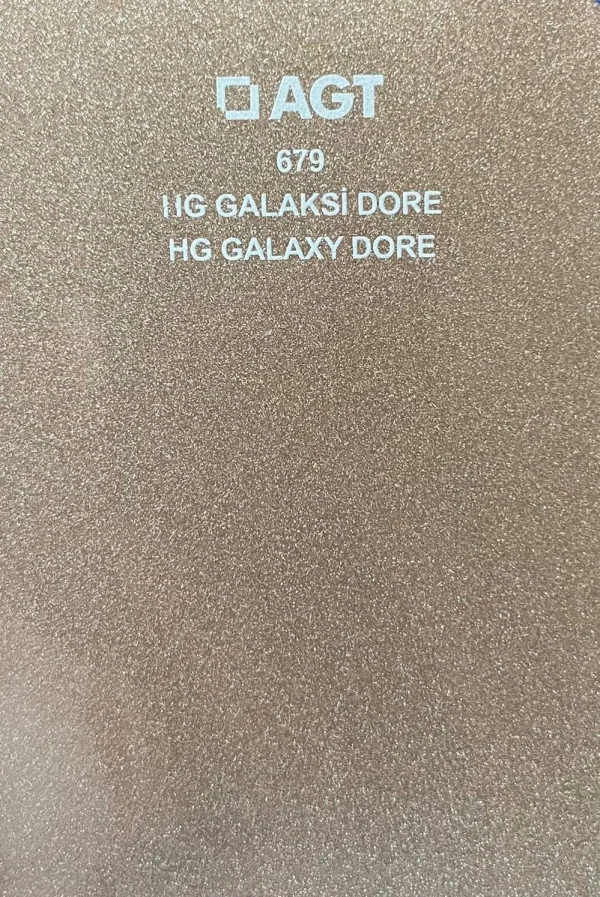 AGT
679
HG GALAKSİ DORE
HG GALAXY DORE